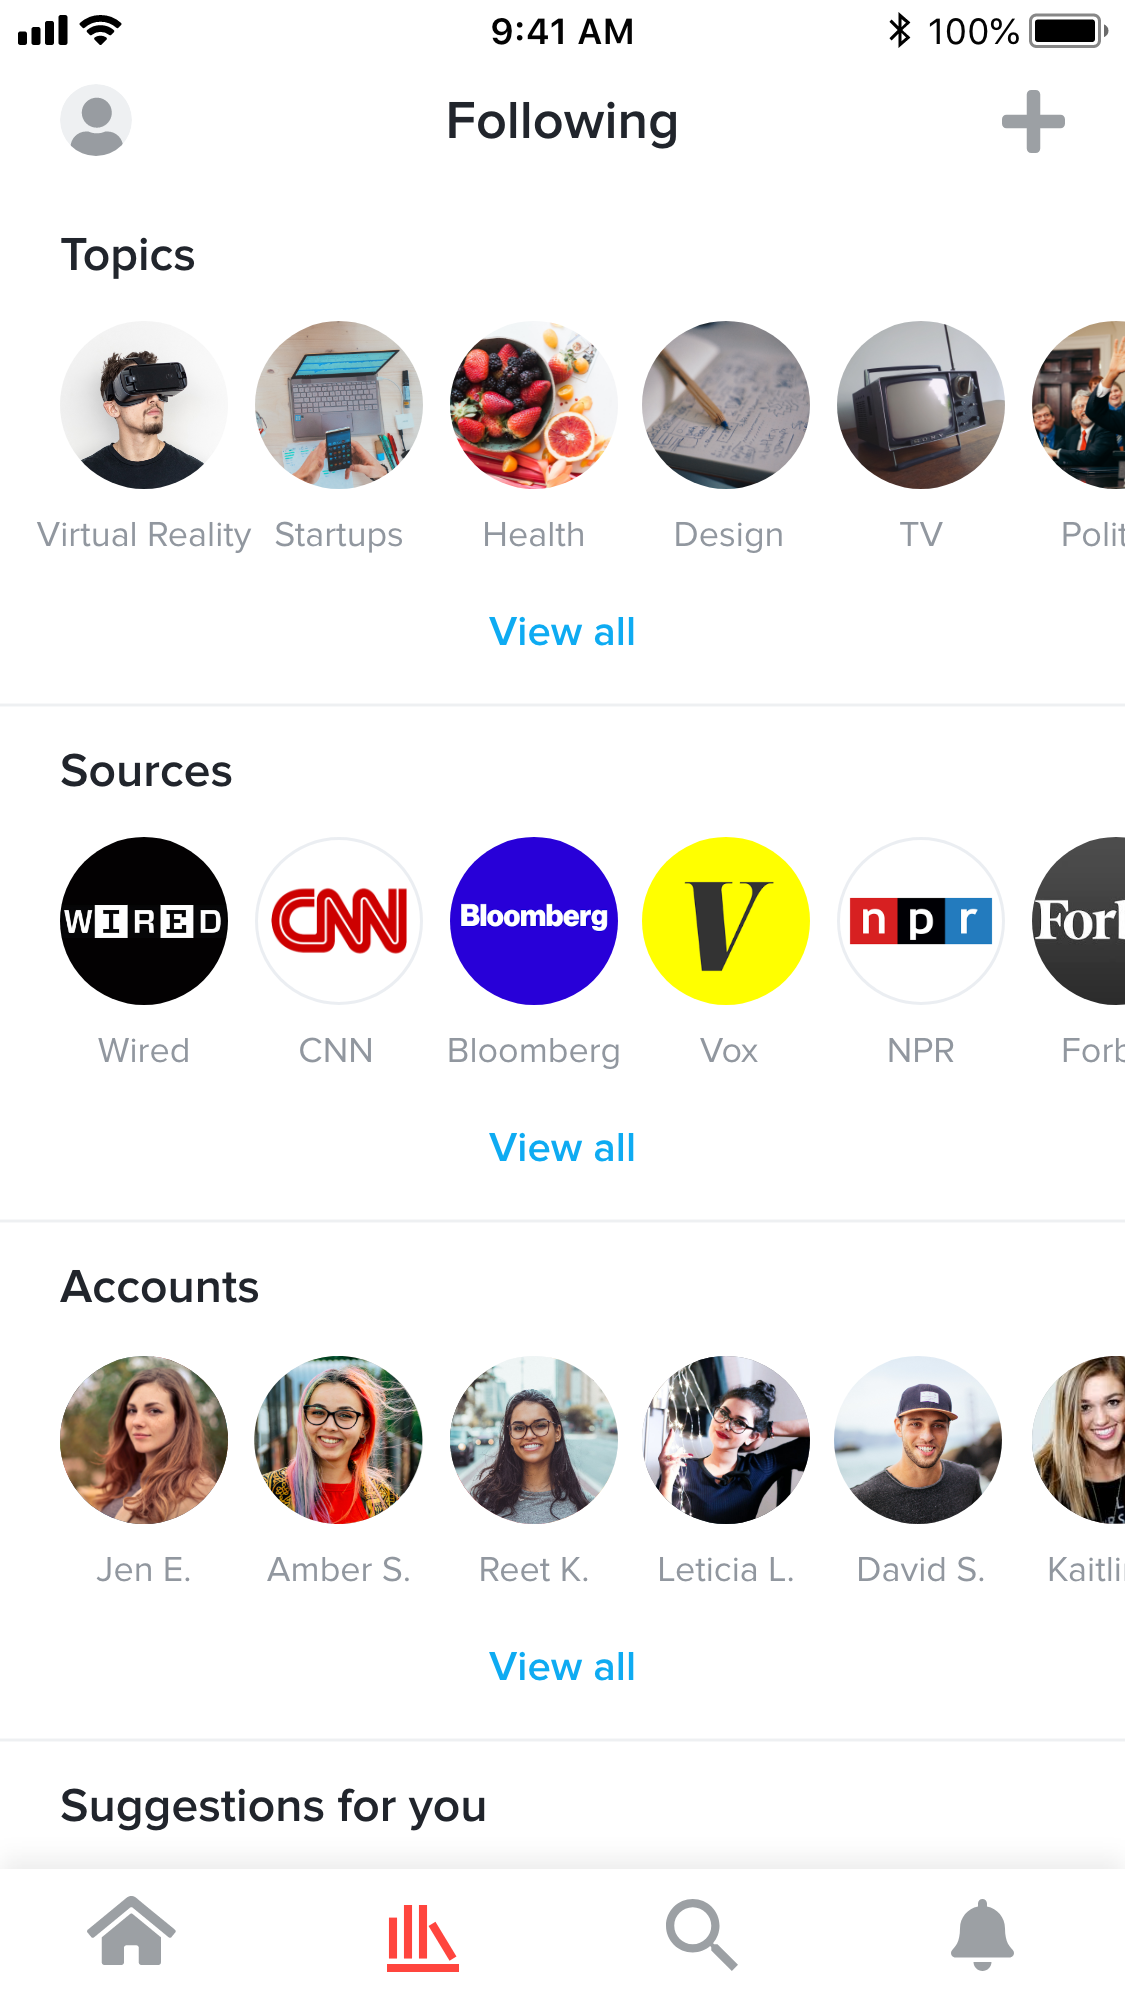 9:41 AM 100%
Following
Topics
Virtual Reality Startups Health Design TV Polit
View all
Sources
WIRED CNN Bloomberg V npr Forb
Wired CNN Bloomberg Vox NPR Forb
View all
Accounts
Jen E. Amber S. Reet K. Leticia L. David S. Kaitli
View all
Suggestions for you